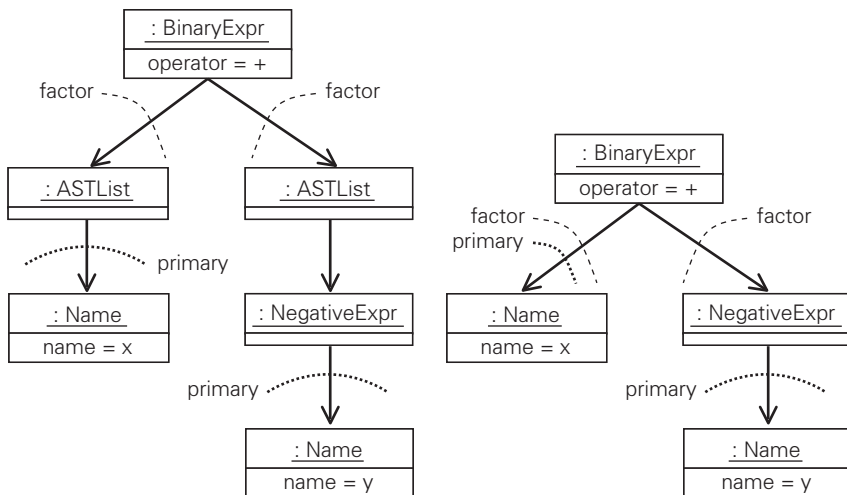 : BinaryExpr
operator = +
factor
factor
: ASTList
: ASTList
primary
: Name
name = x
: NegativeExpr
primary
: Name
name = y
: BinaryExpr
operator = +
factor
primary
factor
: Name
name = x
: NegativeExpr
primary
: Name
name = y